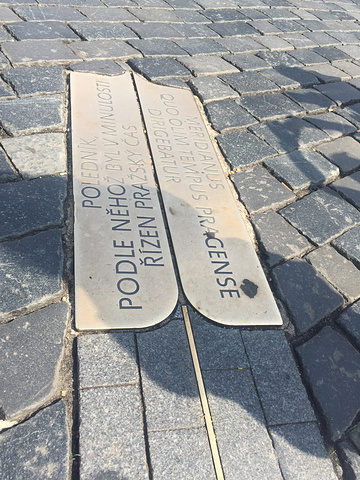 POLEDNÍK,
PODLE NĚHOŽ BYL V MINULOSTI
ŘÍZEN PRAŽSKÝ ČAS
MERIDIANUS
QUO OLIM TEMPUS PRAGENSE
DIRIGEBATUR